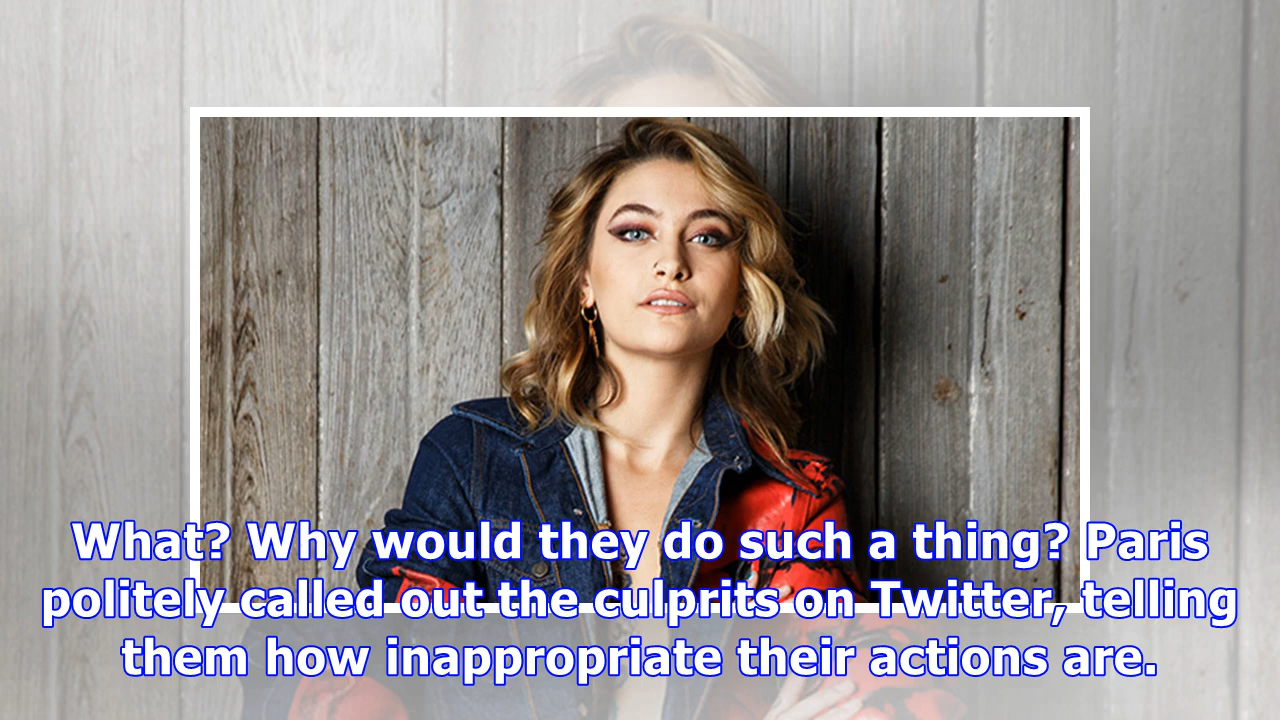 What? Why would they do such a thing? Paris
politely called out the culprits on Twitter, telling
them how inappropriate their actions are.